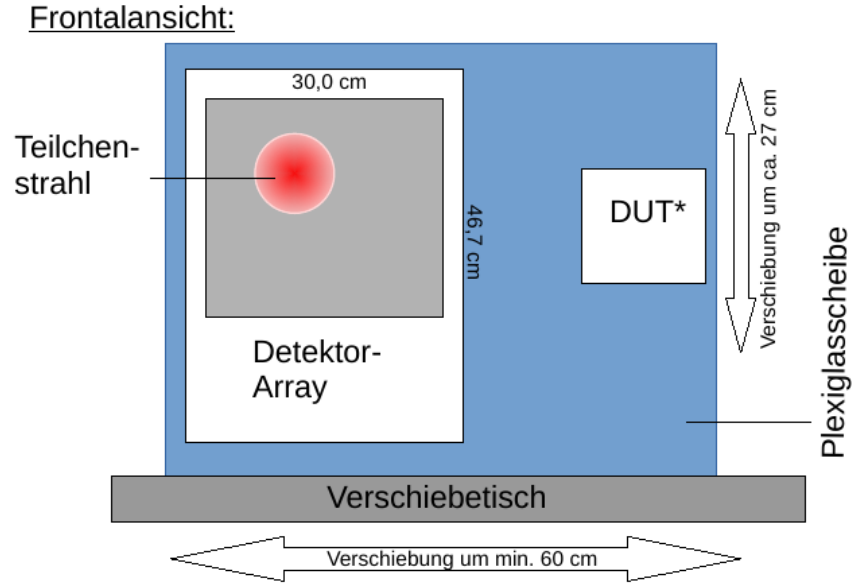 Frontalansicht:
30,0 cm
Teilchen-
strahl
46,7 cm
DUT*
Verschiebung um ca. 27 cm
Detektor-
Array
Plexiglasscheibe
Verschiebetisch
Verschiebung um min. 60 cm